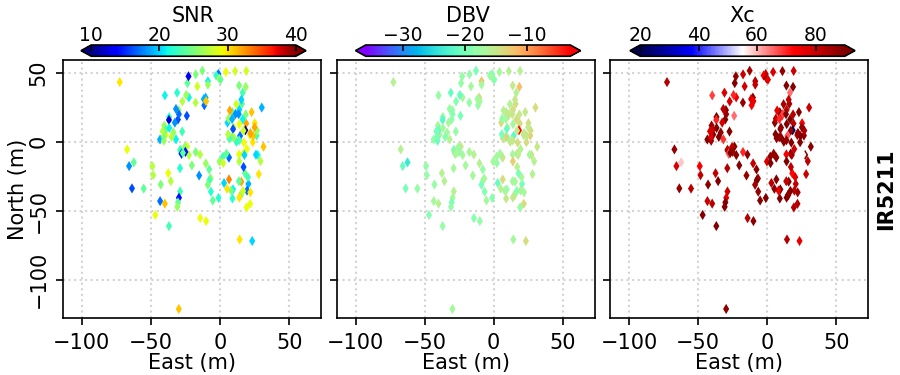 SNR DBV Xc
10 20 30 40 −30 −20 −10 20 40 60 80
50
0
−50
−100
North (m)
IR5211
−100 −50 0 50 −100 −50 0 50 −100 −50 0 50
East (m) East (m) East (m)